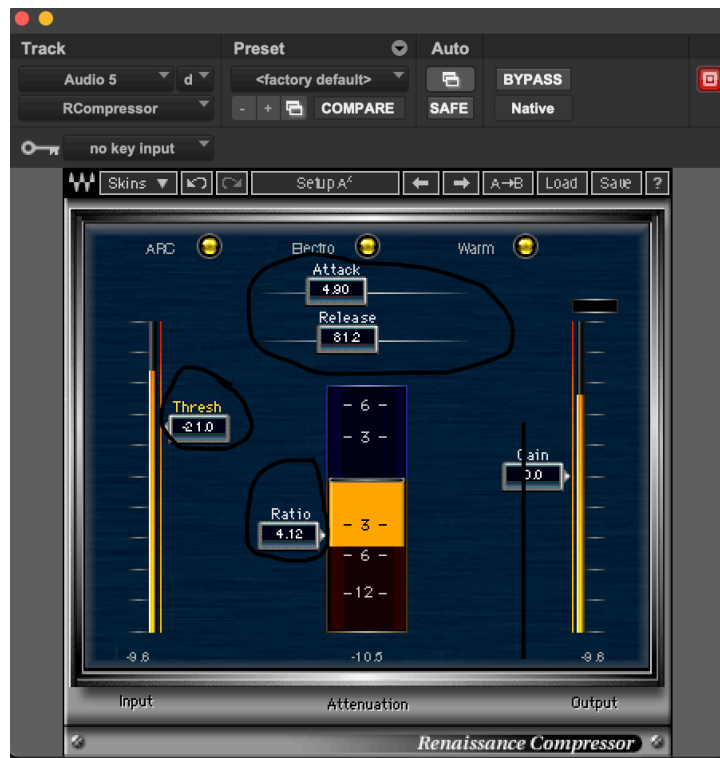 Track Preset Auto
Audio 5 d <factory default> BYPASS
RCompressor - + COMPARE SAFE Native
no key input
Skins Setup A A→B Load Save ?
ARC Electro Warm
Attack
4.90
Release
81.2
Thresh
-21.0
- 6 -
- 3 -
Gain
0.0
Ratio
4.12
- 3 -
- 6 -
-12 -
-9.6 -10.5 -9.6
Input Attenuation Output
Renaissance Compressor